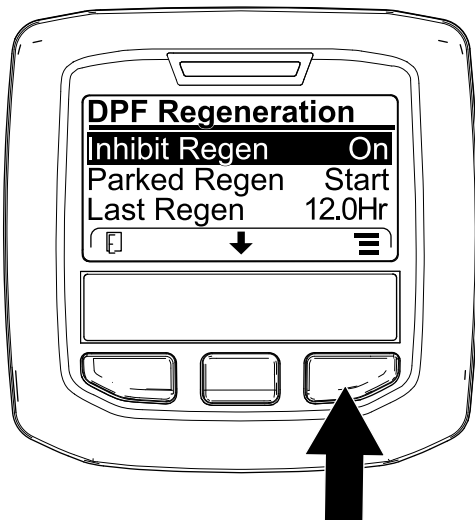 DPF Regeneration
Inhibit Regen On
Parked Regen Start
Last Regen 12.0Hr